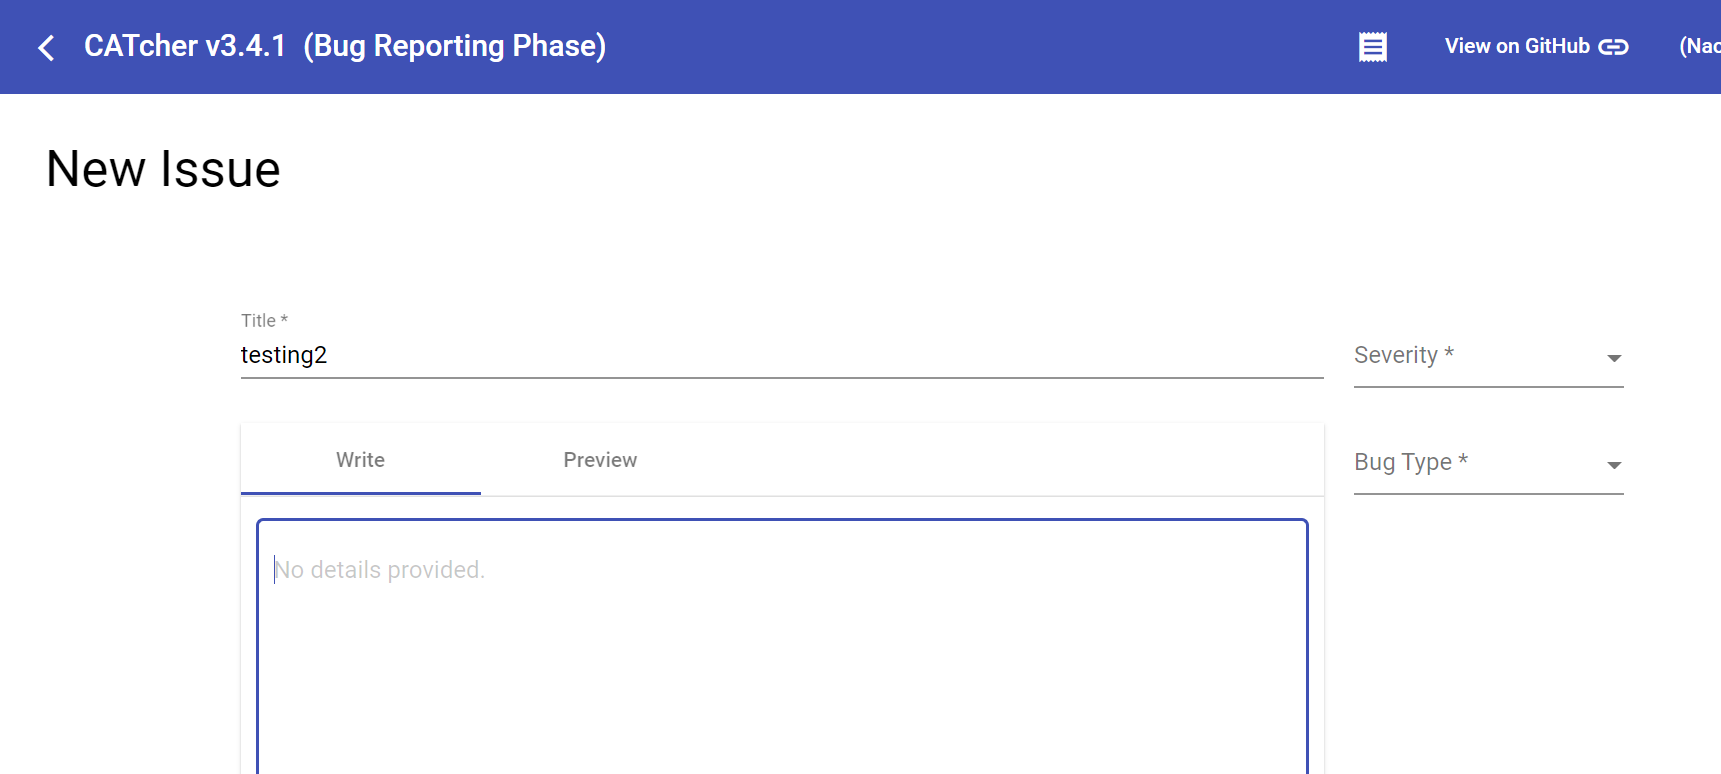 CATcher v3.4.1 (Bug Reporting Phase)
View on GitHub
(Nac
New Issue
Title *
testing2
Severity *
Write
Preview
Bug Type *
No details provided.